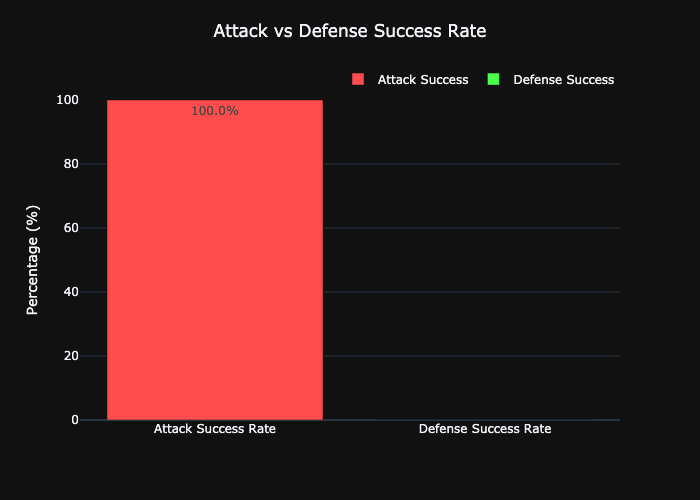 Attack vs Defense Success Rate
Attack Success
Defense Success
100
100.0%
80
60
40
20
0
Percentage (%)
Attack Success Rate
Defense Success Rate